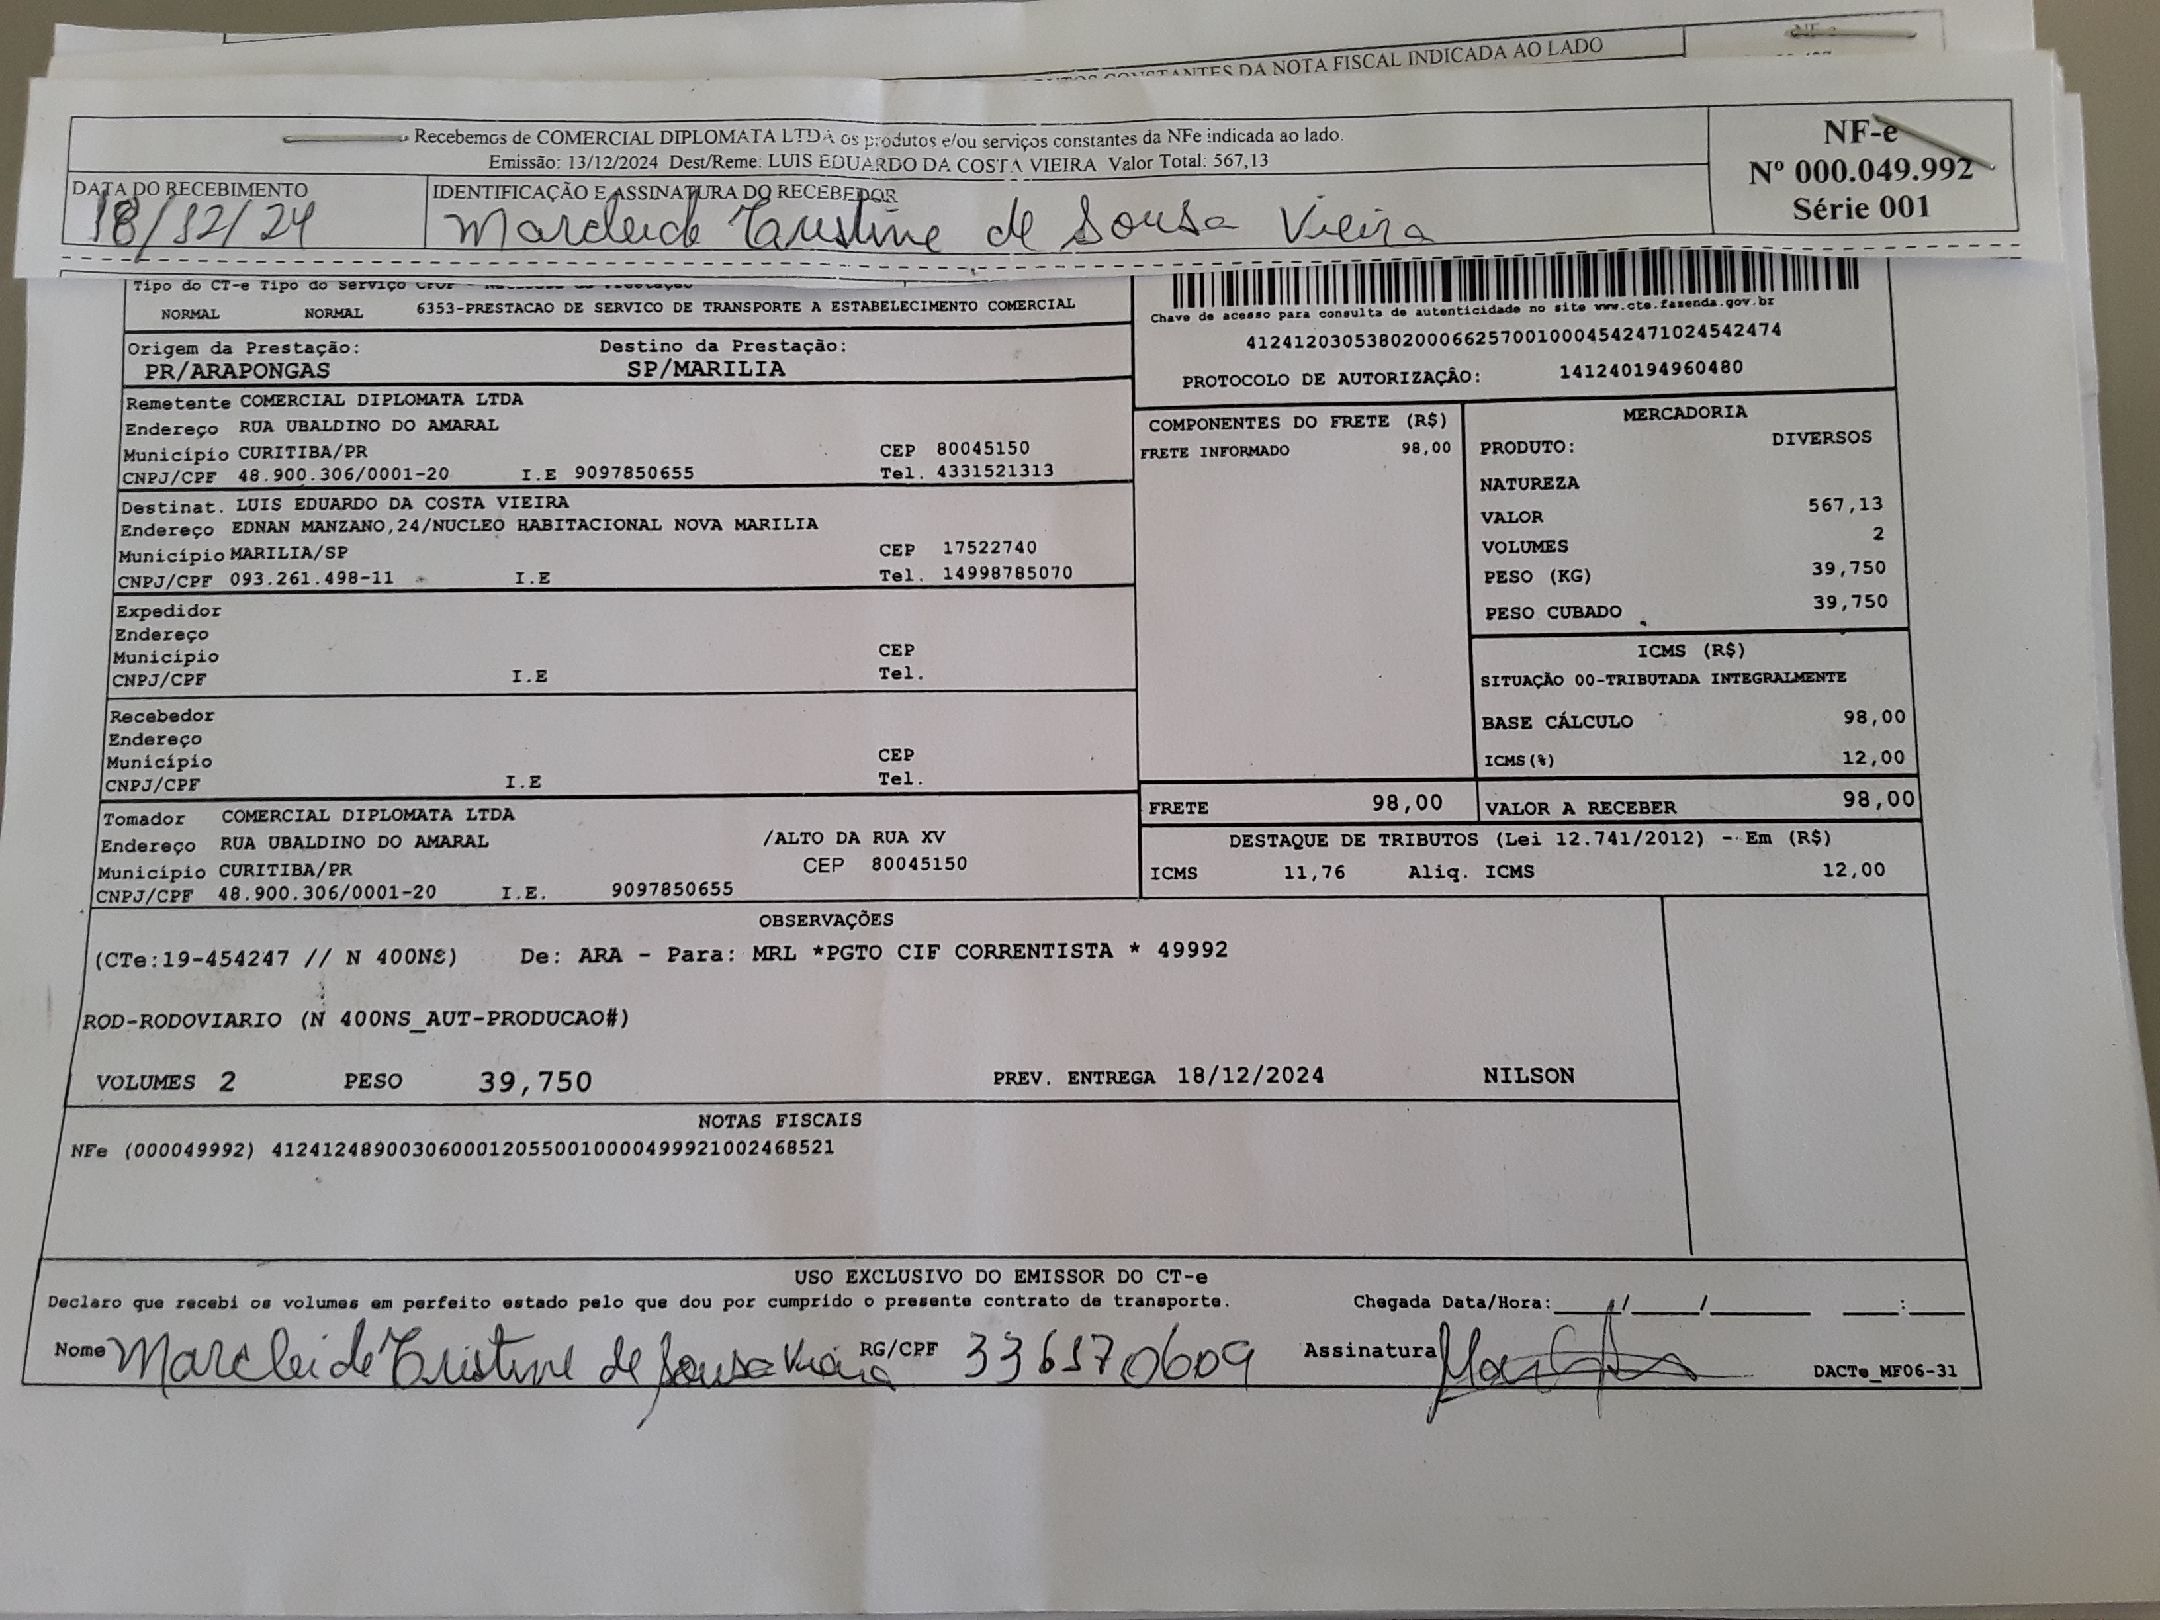 CONSTANTES DA NOTA FISCAL INDICADA AO LADO
Recebemos de COMERCIAL DIPLOMATA LTDA os produtos e/ou serviços constantes da NFe indicada ao lado.
Emissão: 13/12/2024 Dest/Reme: LUIS EDUARDO DA COSTA VIEIRA Valor Total: 567,13
NF-e
Nº 000.049.992
Série 001
DATA DO RECEBIMENTO
18/12/24
IDENTIFICAÇÃO E ASSINATURA DO RECEBEDOR
de Sousa Vieira
Tipo do CT-e Tipo do Serviço
NORMAL NORMAL 6353-PRESTACAO DE SERVICO DE TRANSPORTE A ESTABELECIMENTO COMERCIAL
Chave de acesso para consulta de autenticidade no site www.cte.fazenda.gov.br
41241203053802000662570010004542471024542474
PROTOCOLO DE AUTORIZAÇÃO: 141240194960480
Origem da Prestação: Destino da Prestação:
PR/ARAPONGAS SP/MARILIA
Remetente COMERCIAL DIPLOMATA LTDA
Endereço RUA UBALDINO DO AMARAL
Município CURITIBA/PR CEP 80045150
CNPJ/CPF 48.900.306/0001-20 I.E 9097850655 Tel. 4331521313
Destinat. LUIS EDUARDO DA COSTA VIEIRA
Endereço EDNAN MANZANO,24/NUCLEO HABITACIONAL NOVA MARILIA
Município MARILIA/SP CEP 17522740
CNPJ/CPF 093.261.498-11 I.E Tel. 14998785070
Expedidor
Endereço
Município CEP
CNPJ/CPF I.E Tel.
Recebedor
Endereço
Município CEP
CNPJ/CPF I.E Tel.
Tomador COMERCIAL DIPLOMATA LTDA
Endereço RUA UBALDINO DO AMARAL /ALTO DA RUA XV
Município CURITIBA/PR CEP 80045150
CNPJ/CPF 48.900.306/0001-20 I.E. 9097850655
COMPONENTES DO FRETE (R$)
FRETE INFORMADO 98,00
MERCADORIA
PRODUTO: DIVERSOS
NATUREZA
VALOR 567,13
VOLUMES 2
PESO (KG) 39,750
PESO CUBADO 39,750
ICMS (R$)
SITUAÇÃO 00-TRIBUTADA INTEGRALMENTE
BASE CÁLCULO 98,00
ICMS(%) 12,00
FRETE 98,00 VALOR A RECEBER 98,00
DESTAQUE DE TRIBUTOS (Lei 12.741/2012) - Em (R$)
ICMS 11,76 Aliq. ICMS 12,00
OBSERVAÇÕES
(CTe:19-454247 // N 400NS) De: ARA - Para: MRL *PGTO CIF CORRENTISTA * 49992
ROD-RODOVIARIO (N 400NS_AUT-PRODUCAO#)
VOLUMES 2 PESO 39,750 PREV. ENTREGA 18/12/2024 NILSON
NOTAS FISCAIS
NFe (000049992) 41241248900306000120550010000499921002468521
USO EXCLUSIVO DO EMISSOR DO CT-e
Declaro que recebi os volumes em perfeito estado pelo que dou por cumprido o presente contrato de transporte. Chegada Data/Hora:____/____/______ ___:___
Nome Marcleide de Sousa Vieira RG/CPF 336170609 Assinatura DACTe_MF06-31